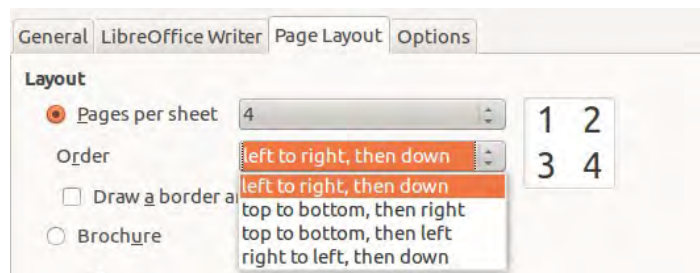 General LibreOffice Writer Page Layout Options
Layout
Pages per sheet 4
1 2
Order left to right, then down
3 4
left to right, then down
Draw a border
top to bottom, then right
top to bottom, then left
Brochure
right to left, then down